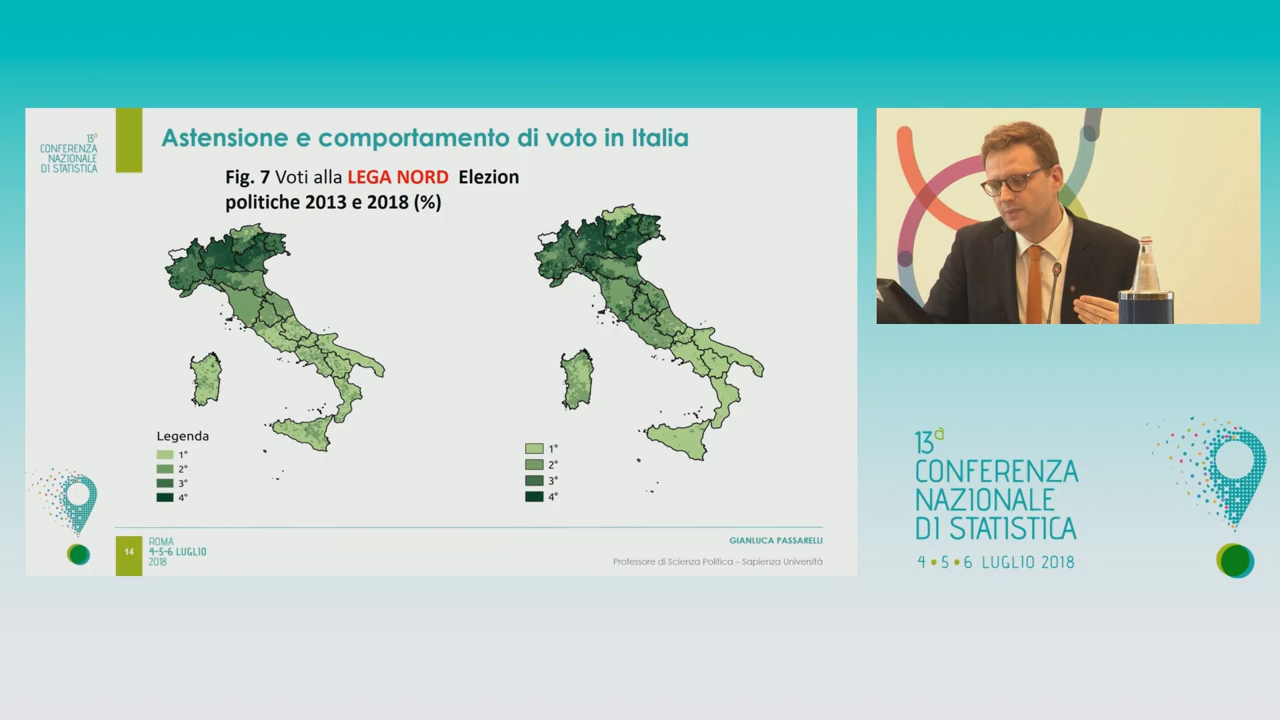 13ª
CONFERENZA
NAZIONALE
DI STATISTICA
Astensione e comportamento di voto in Italia
Fig. 7 Voti alla LEGA NORD Elezion
politiche 2013 e 2018 (%)
Legenda
1°
2°
3°
4°
1°
2°
3°
4°
14
ROMA
4-5-6 LUGLIO
2018
GIANLUCA PASSARELLI
Professore di Scienza Politica – Sapienza Università
13ª
CONFERENZA
NAZIONALE
DI STATISTICA
4 • 5 • 6 LUGLIO 2018